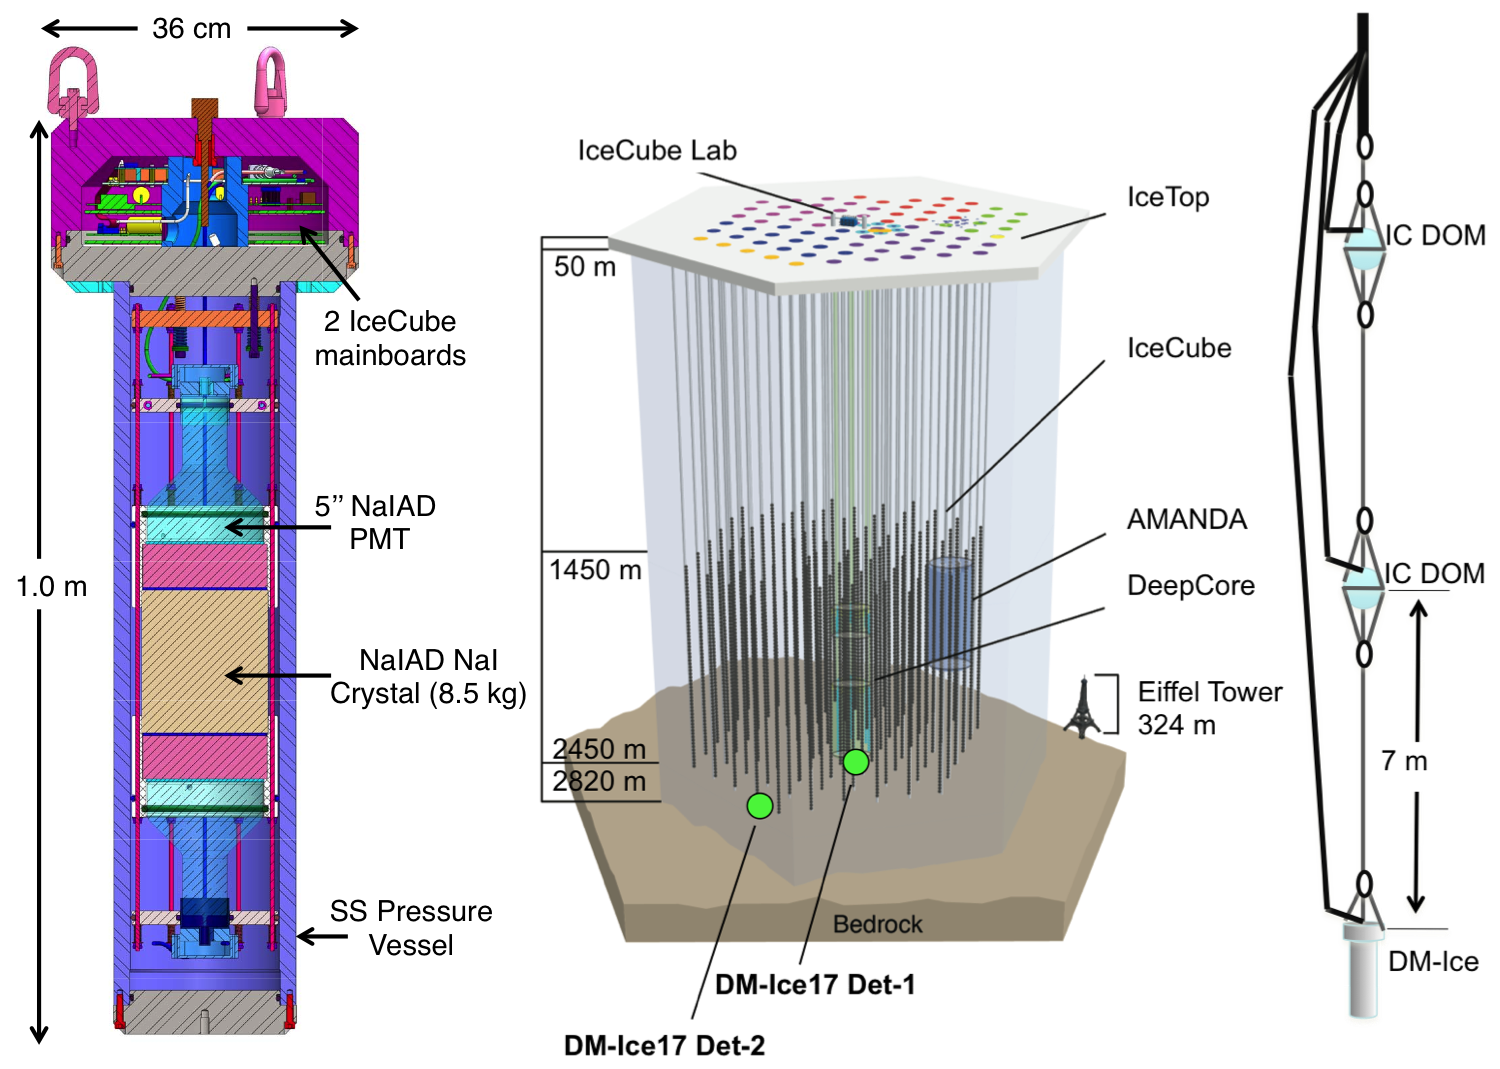 36 cm
1.0 m
2 IceCube
mainboards
5’’ NaIAD
PMT
NaIAD NaI
Crystal (8.5 kg)
SS Pressure
Vessel
IceCube Lab
IceTop
50 m
IceCube
AMANDA
1450 m
DeepCore
Eiffel Tower
324 m
2450 m
2820 m
Bedrock
DM-Ice17 Det-1
DM-Ice17 Det-2
IC DOM
IC DOM
7 m
DM-Ice